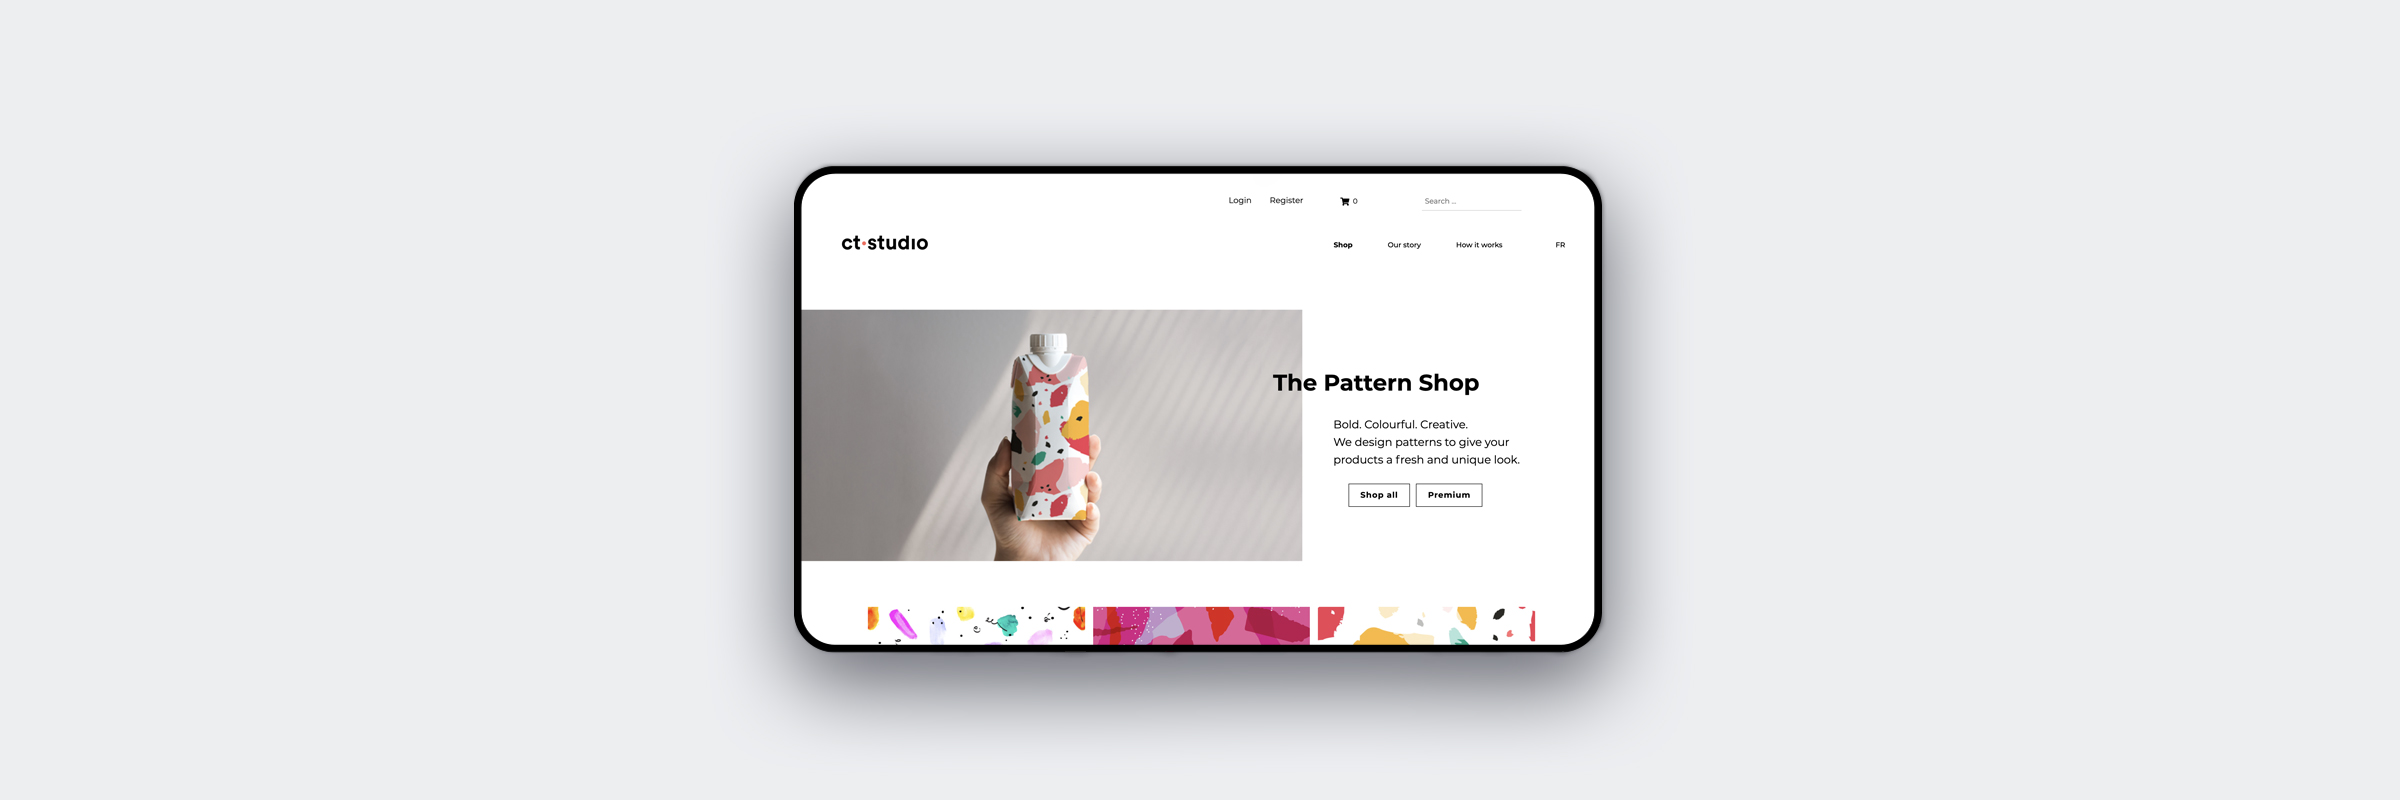 Login Register 0 Search ...
ct·studıo
Shop Our story How it works FR
The Pattern Shop
Bold. Colourful. Creative.
We design patterns to give your
products a fresh and unique look.
Shop all Premium